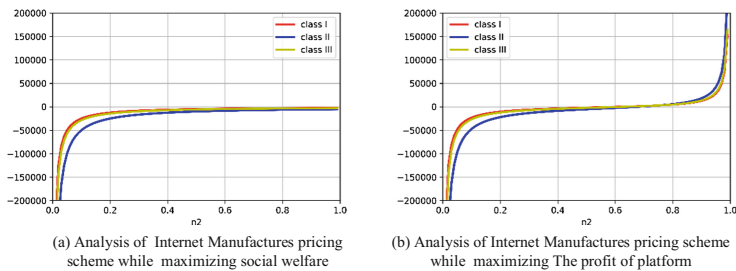 200000
150000
100000
50000
0
−50000
−100000
−150000
−200000
0.0 0.2 0.4 0.6 0.8 1.0
n2
class I
class II
class III
(a) Analysis of Internet Manufactures pricing
scheme while maximizing social welfare
200000
150000
100000
50000
0
−50000
−100000
−150000
−200000
0.0 0.2 0.4 0.6 0.8 1.0
n2
class I
class II
class III
(b) Analysis of Internet Manufactures pricing scheme
while maximizing The profit of platform